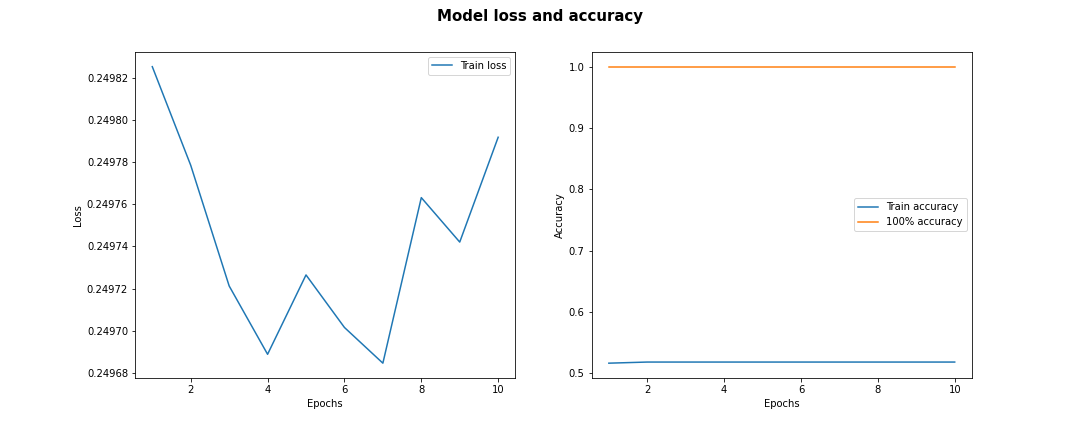 Model loss and accuracy
Train loss
0.24982
0.24980
0.24978
0.24976
0.24974
0.24972
0.24970
0.24968
Loss
2 4 6 8 10
Epochs
1.0
0.9
0.8
0.7
0.6
0.5
Accuracy
Train accuracy
100% accuracy
2 4 6 8 10
Epochs